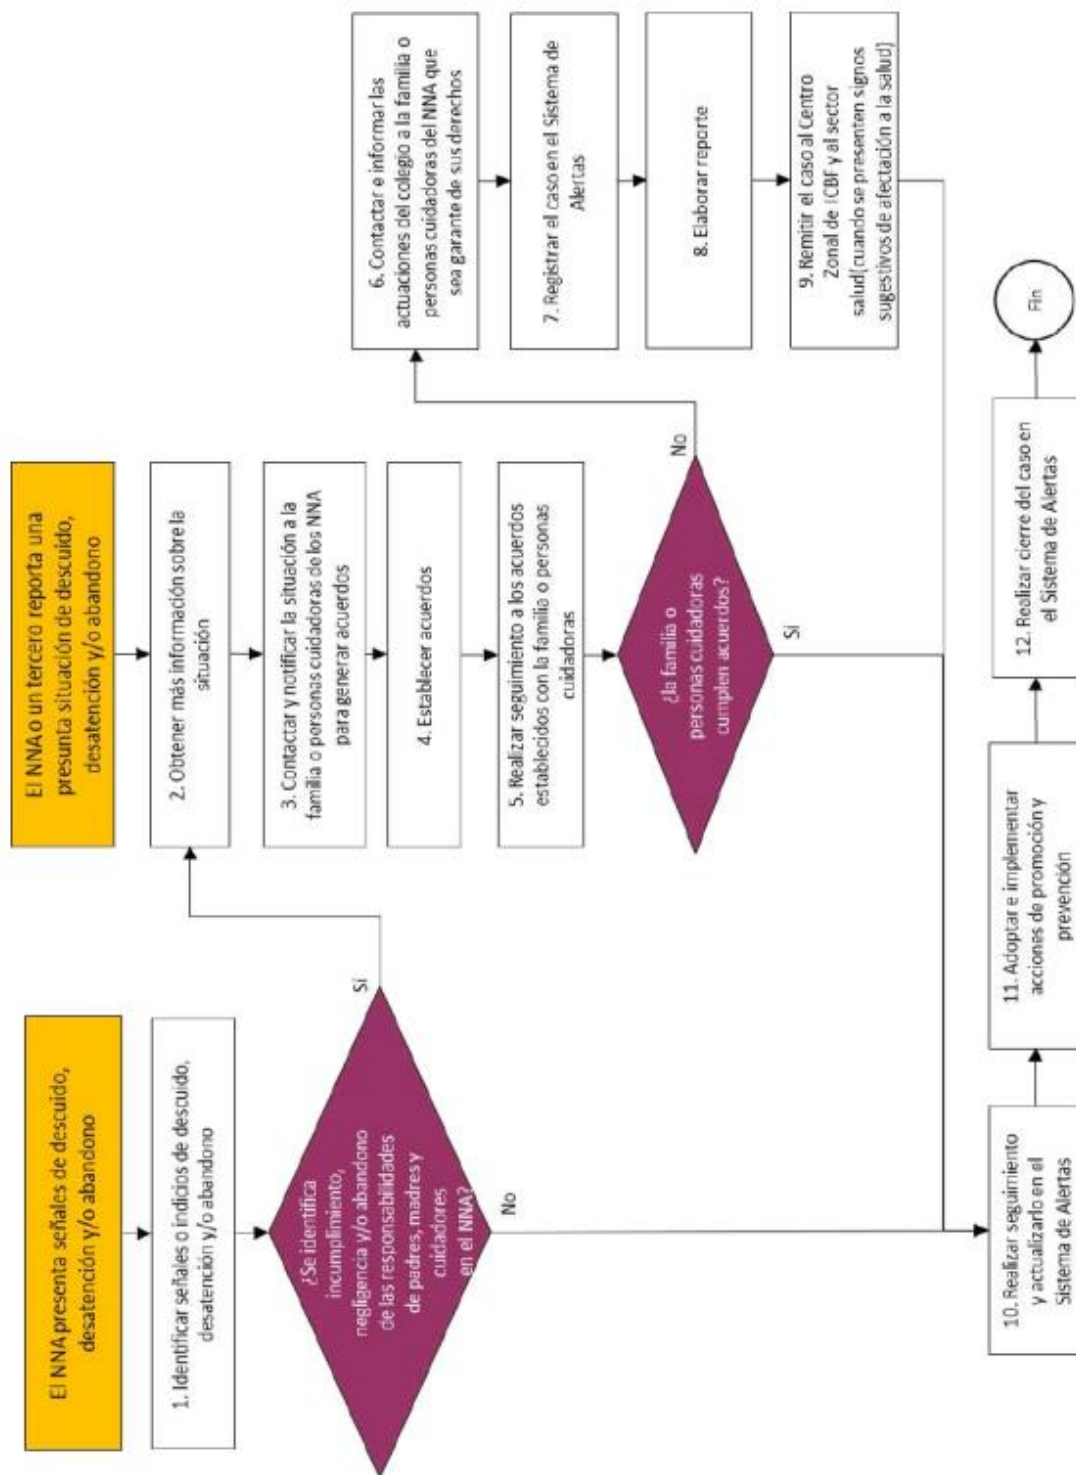 El NNA presenta señales de descuido,
desatención y/o abandono
1. Identificar señales o indicios de descuido,
desatención y/o abandono
¿Se identifica
incumplimiento,
negligencia y/o abandono
de las responsabilidades
de padres, madres y
cuidadores
en el NNA?
Sí
No
El NNA o un tercero reporta una
presunta situación de descuido,
desatención y/o abandono
2. Obtener más información sobre la
situación
3. Contactar y notificar la situación a la
familia o personas cuidadoras de los NNA
para generar acuerdos
4. Establecer acuerdos
5. Realizar seguimiento a los acuerdos
establecidos con la familia o personas
cuidadoras
¿la familia o
personas cuidadoras
cumplen acuerdos?
No
Sí
6. Contactar e informar las
actuaciones del colegio a la familia o
personas cuidadoras del NNA que
sea garante de sus derechos
7. Registrar el caso en el Sistema de
Alertas
8. Elaborar reporte
9. Remitir el caso al Centro
Zonal de ICBF y al sector
salud(cuando se presenten signos
sugestivos de afectación a la salud)
10. Realizar seguimiento
y actualizarlo en el
Sistema de Alertas
11. Adoptar e implementar
acciones de promoción y
prevención
12. Realizar cierre del caso en
el Sistema de Alertas
Fin